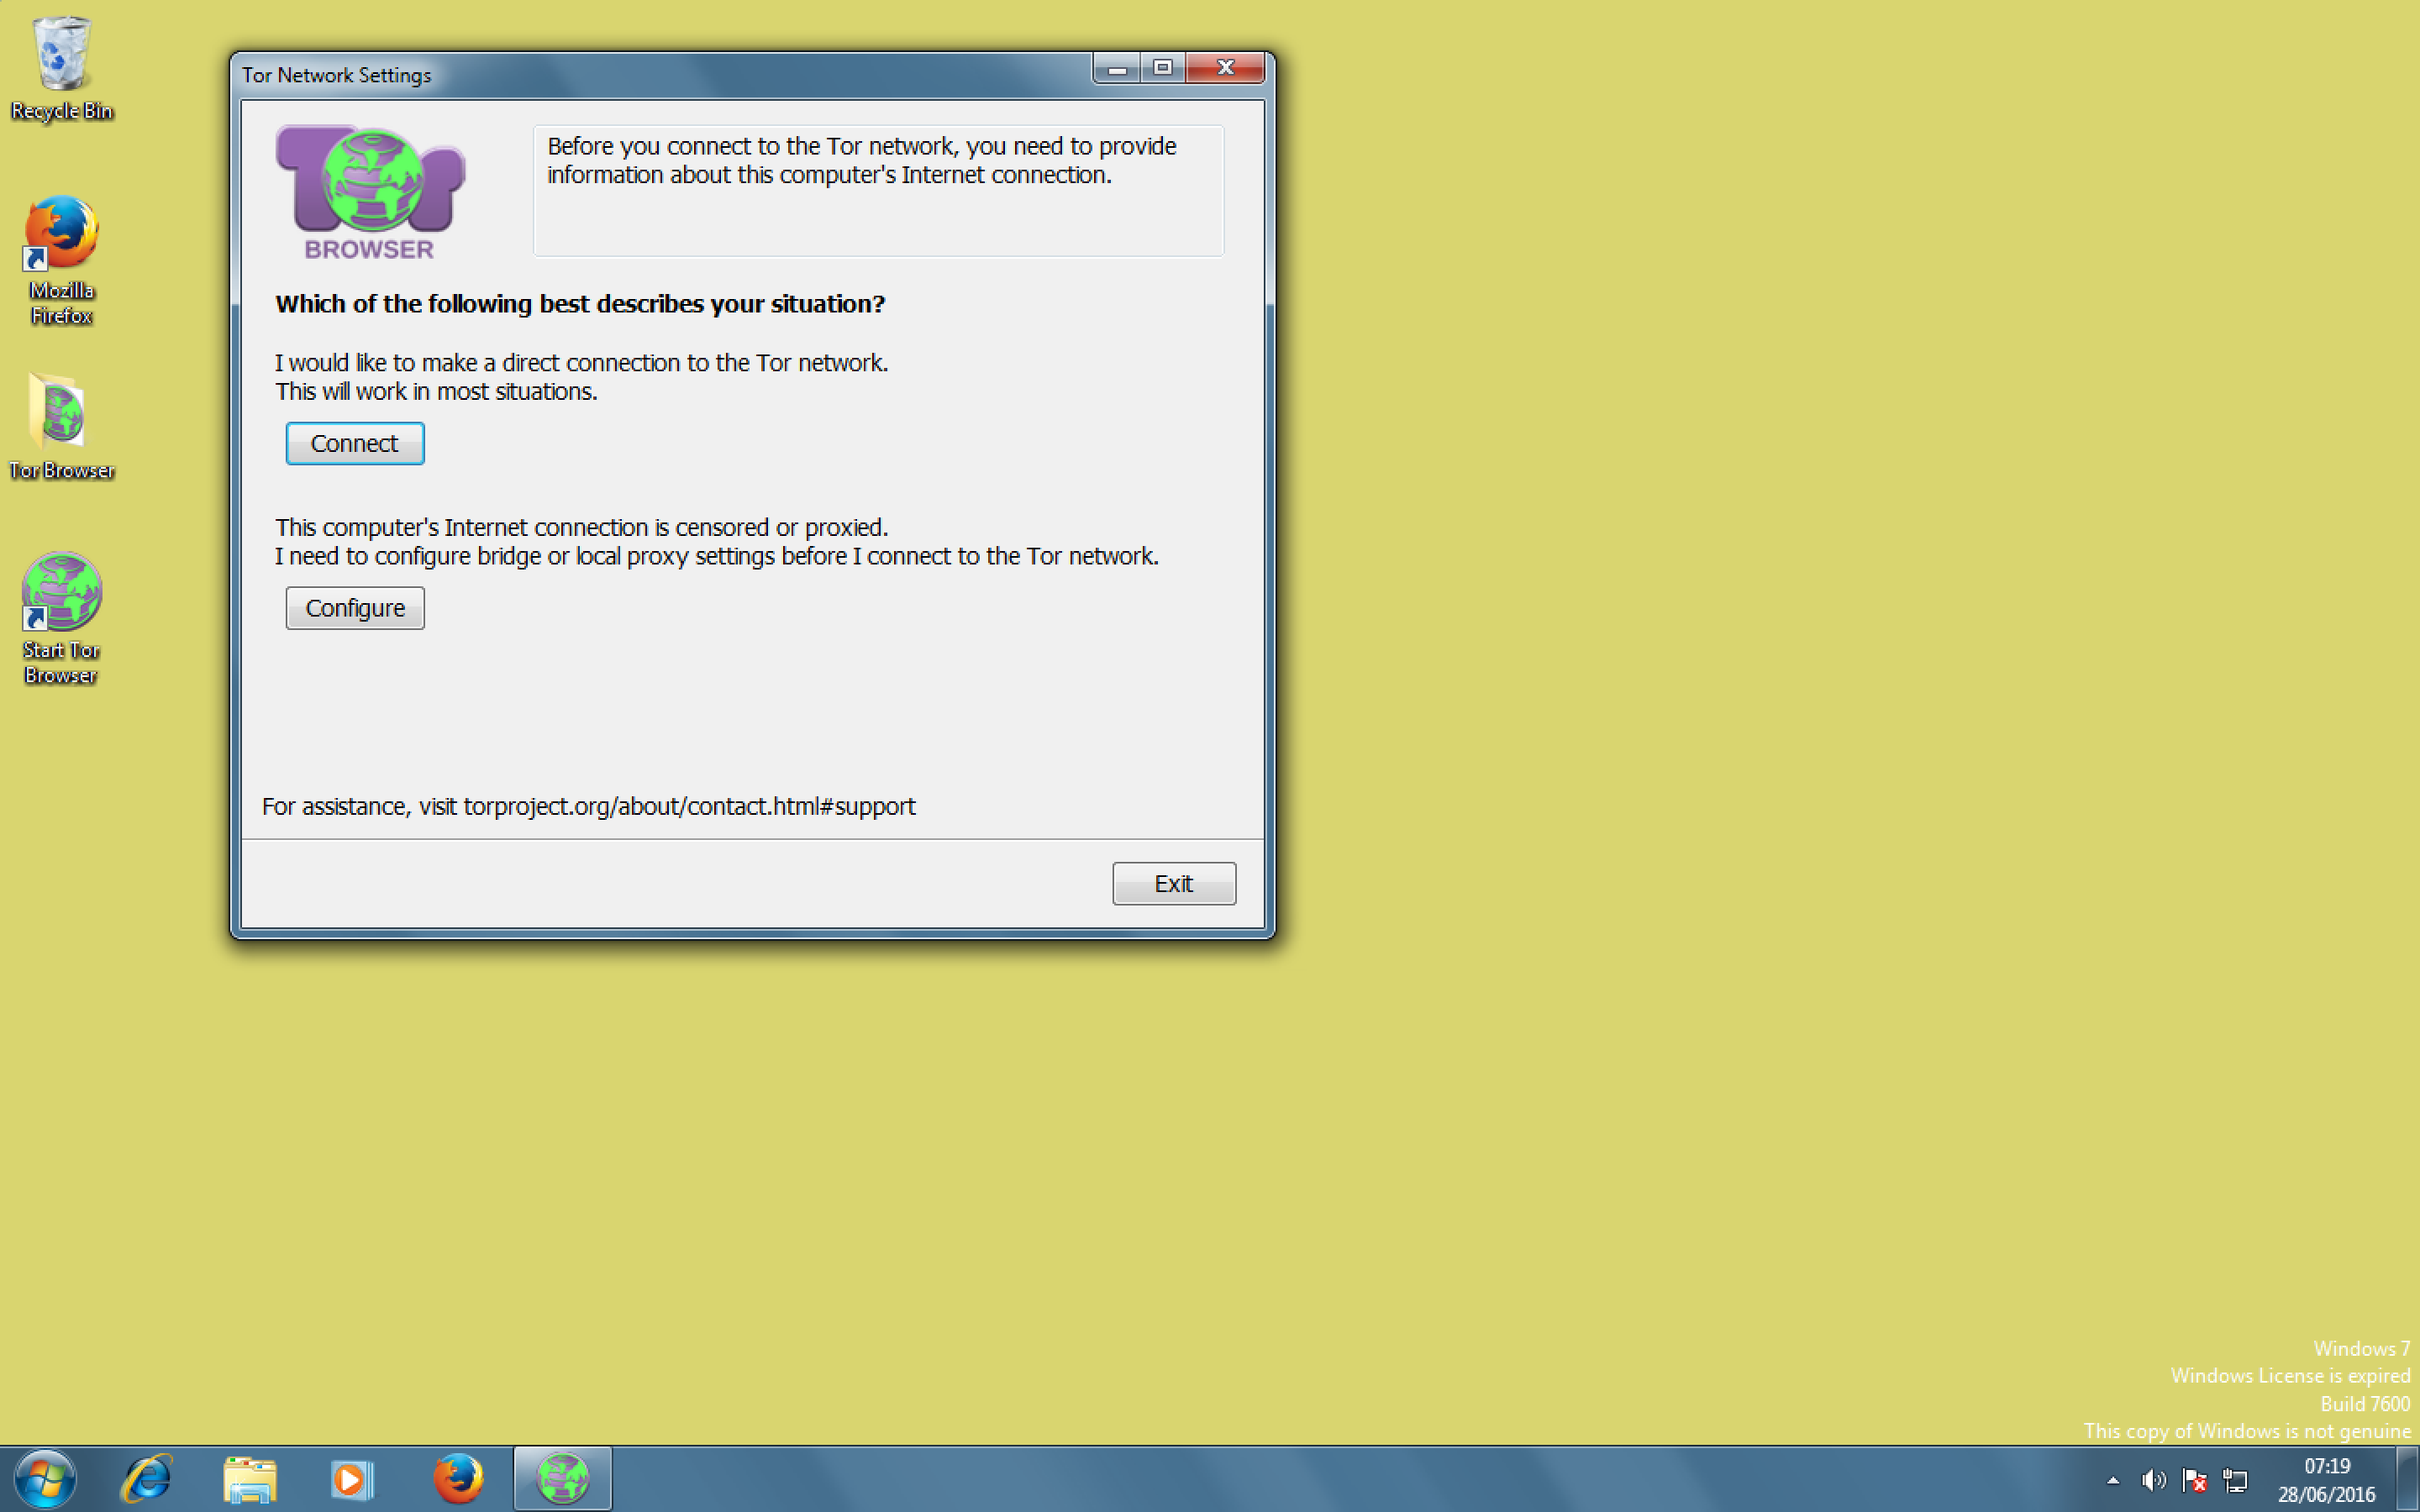 Recycle Bin
Mozilla
Firefox
Tor Browser
Start Tor
Browser
Tor Network Settings
Tor
BROWSER
Before you connect to the Tor network, you need to provide
information about this computer's Internet connection.
Which of the following best describes your situation?
I would like to make a direct connection to the Tor network.
This will work in most situations.
Connect
This computer's Internet connection is censored or proxied.
I need to configure bridge or local proxy settings before I connect to the Tor network.
Configure
For assistance, visit torproject.org/about/contact.html#support
Exit
Windows 7
Windows License is expired
Build 7600
This copy of Windows is not genuine
07:19
28/06/2016